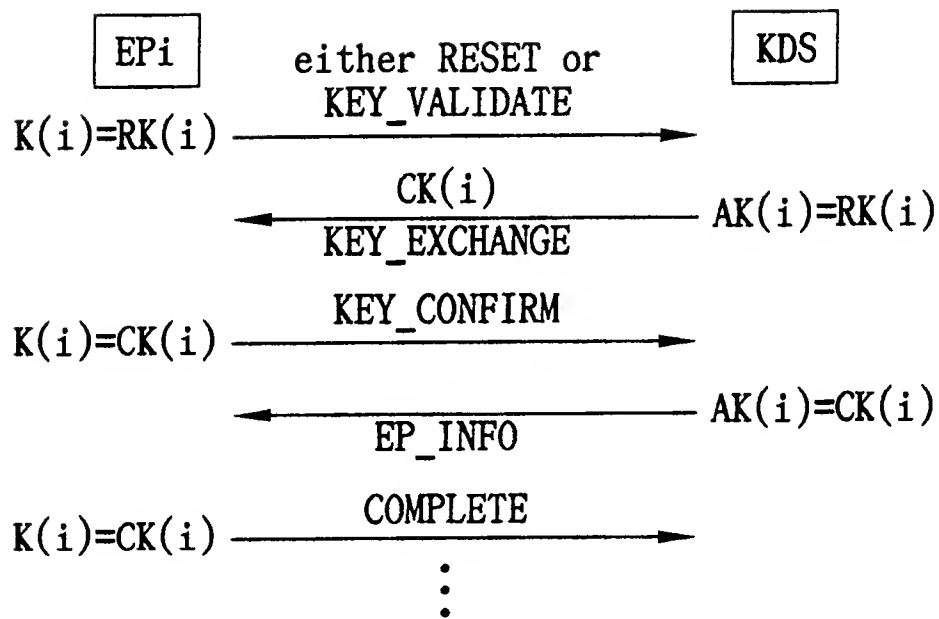 EPi
KDS
either RESET or
KEY_VALIDATE
K(i)=RK(i)
CK(i)
AK(i)=RK(i)
KEY_EXCHANGE
KEY_CONFIRM
K(i)=CK(i)
AK(i)=CK(i)
EP_INFO
COMPLETE
K(i)=CK(i)